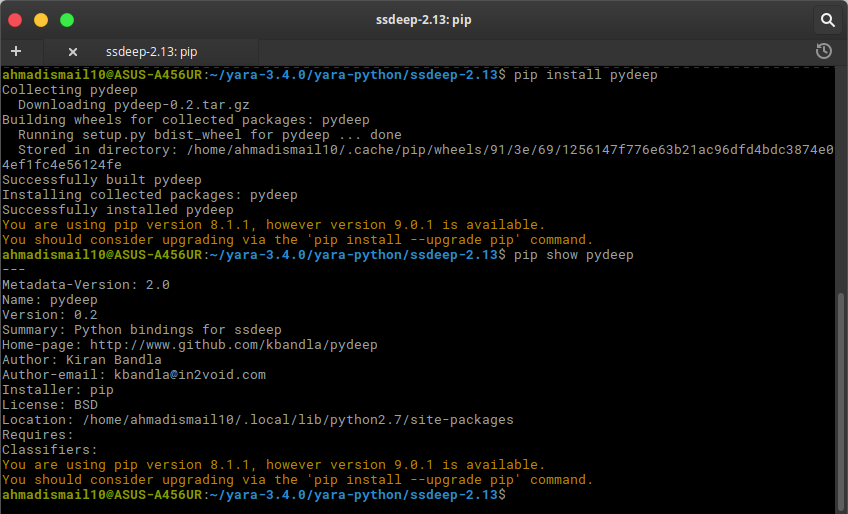 ssdeep-2.13: pip
ssdeep-2.13: pip
ahmadismail10@ASUS-A456UR:~/yara-3.4.0/yara-python/ssdeep-2.13$ pip install pydeep
Collecting pydeep
  Downloading pydeep-0.2.tar.gz
Building wheels for collected packages: pydeep
  Running setup.py bdist_wheel for pydeep ... done
  Stored in directory: /home/ahmadismail10/.cache/pip/wheels/91/3e/69/1256147f776e63b21ac96dfd4bdc3874e0
4ef1fc4e56124fe
Successfully built pydeep
Installing collected packages: pydeep
Successfully installed pydeep
You are using pip version 8.1.1, however version 9.0.1 is available.
You should consider upgrading via the 'pip install --upgrade pip' command.
ahmadismail10@ASUS-A456UR:~/yara-3.4.0/yara-python/ssdeep-2.13$ pip show pydeep
---
Metadata-Version: 2.0
Name: pydeep
Version: 0.2
Summary: Python bindings for ssdeep
Home-page: http://www.github.com/kbandla/pydeep
Author: Kiran Bandla
Author-email: kbandla@in2void.com
Installer: pip
License: BSD
Location: /home/ahmadismail10/.local/lib/python2.7/site-packages
Requires:
Classifiers:
You are using pip version 8.1.1, however version 9.0.1 is available.
You should consider upgrading via the 'pip install --upgrade pip' command.
ahmadismail10@ASUS-A456UR:~/yara-3.4.0/yara-python/ssdeep-2.13$